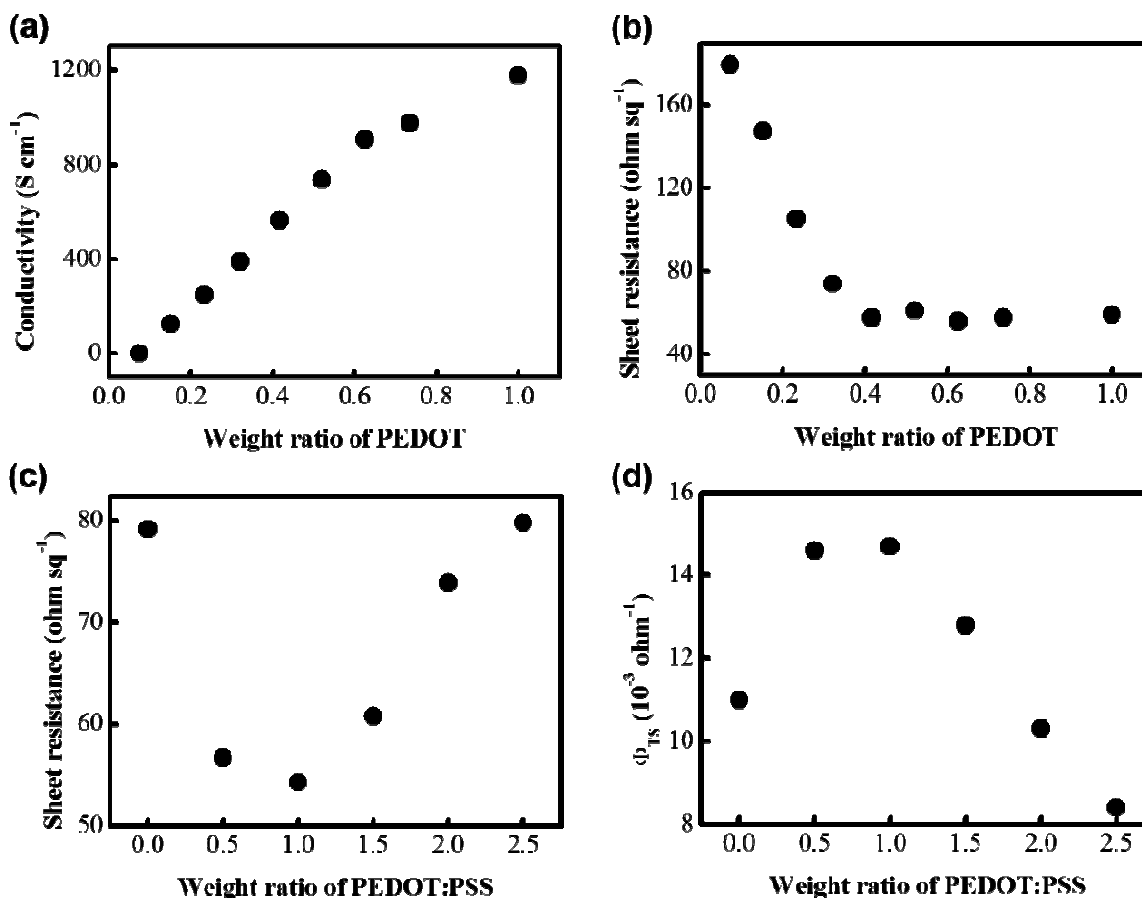 (a)
Conductivity (S cm⁻¹)
1200
800
400
0
0.0 0.2 0.4 0.6 0.8 1.0
Weight ratio of PEDOT
(b)
Sheet resistance (ohm sq⁻¹)
160
120
80
40
0.0 0.2 0.4 0.6 0.8 1.0
Weight ratio of PEDOT
(c)
Sheet resistance (ohm sq⁻¹)
80
70
60
50
0.0 0.5 1.0 1.5 2.0 2.5
Weight ratio of PEDOT:PSS
(d)
Φ_TS (10⁻³ ohm⁻¹)
16
14
12
10
8
0.0 0.5 1.0 1.5 2.0 2.5
Weight ratio of PEDOT:PSS